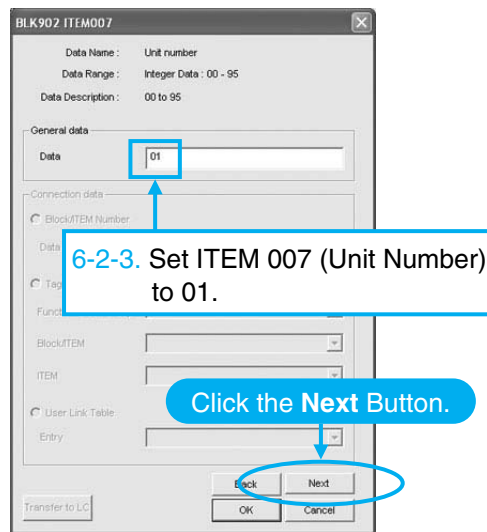 BLK902 ITEM007
Data Name : Unit number
Data Range : Integer Data : 00 - 95
Data Description : 00 to 95
General data
Data 01
Connection data
Block/ITEM Number
Data
6-2-3. Set ITEM 007 (Unit Number)
to 01.
Block/ITEM
ITEM
Click the Next Button.
User Link Table
Entry
Back Next
Transfer to LC OK Cancel